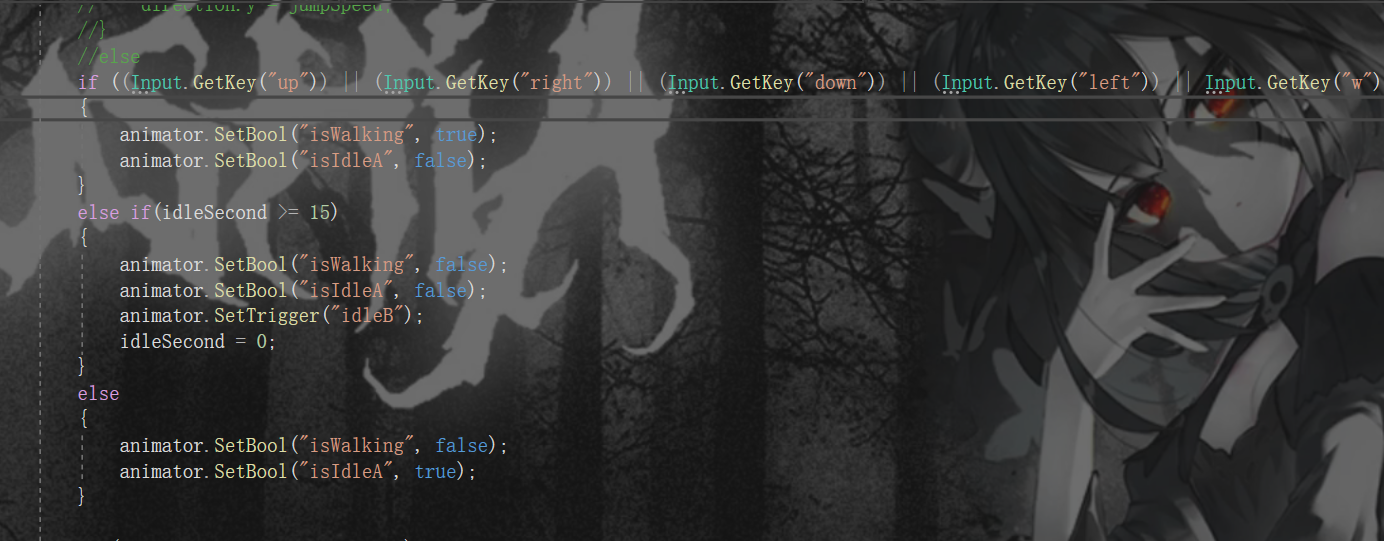 //    direction.y = jumpSpeed;
//}
//else
if ((Input.GetKey("up")) || (Input.GetKey("right")) || (Input.GetKey("down")) || (Input.GetKey("left")) || Input.GetKey("w")
{
animator.SetBool("isWalking", true);
animator.SetBool("isIdleA", false);
}
else if(idleSecond >= 15)
{
animator.SetBool("isWalking", false);
animator.SetBool("isIdleA", false);
animator.SetTrigger("idleB");
idleSecond = 0;
}
else
{
animator.SetBool("isWalking", false);
animator.SetBool("isIdleA", true);
}